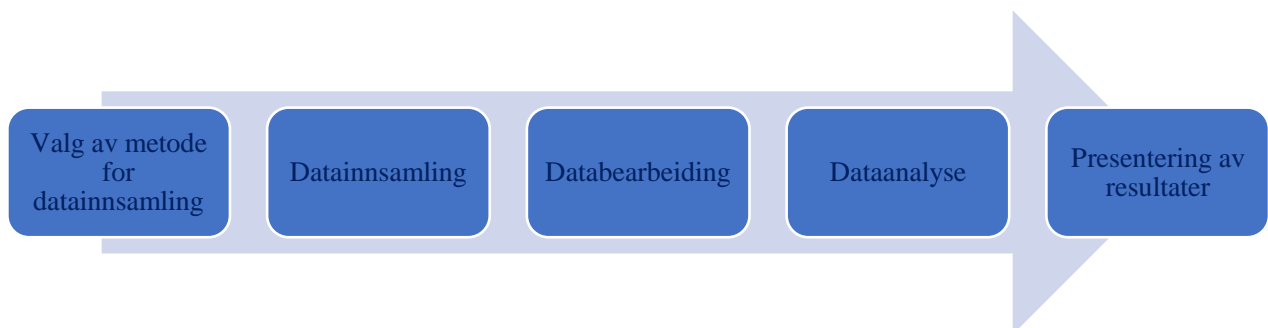 Valg av metode
for
datainnsamling
Datainnsamling
Databearbeiding
Dataanalyse
Presentering av
resultater